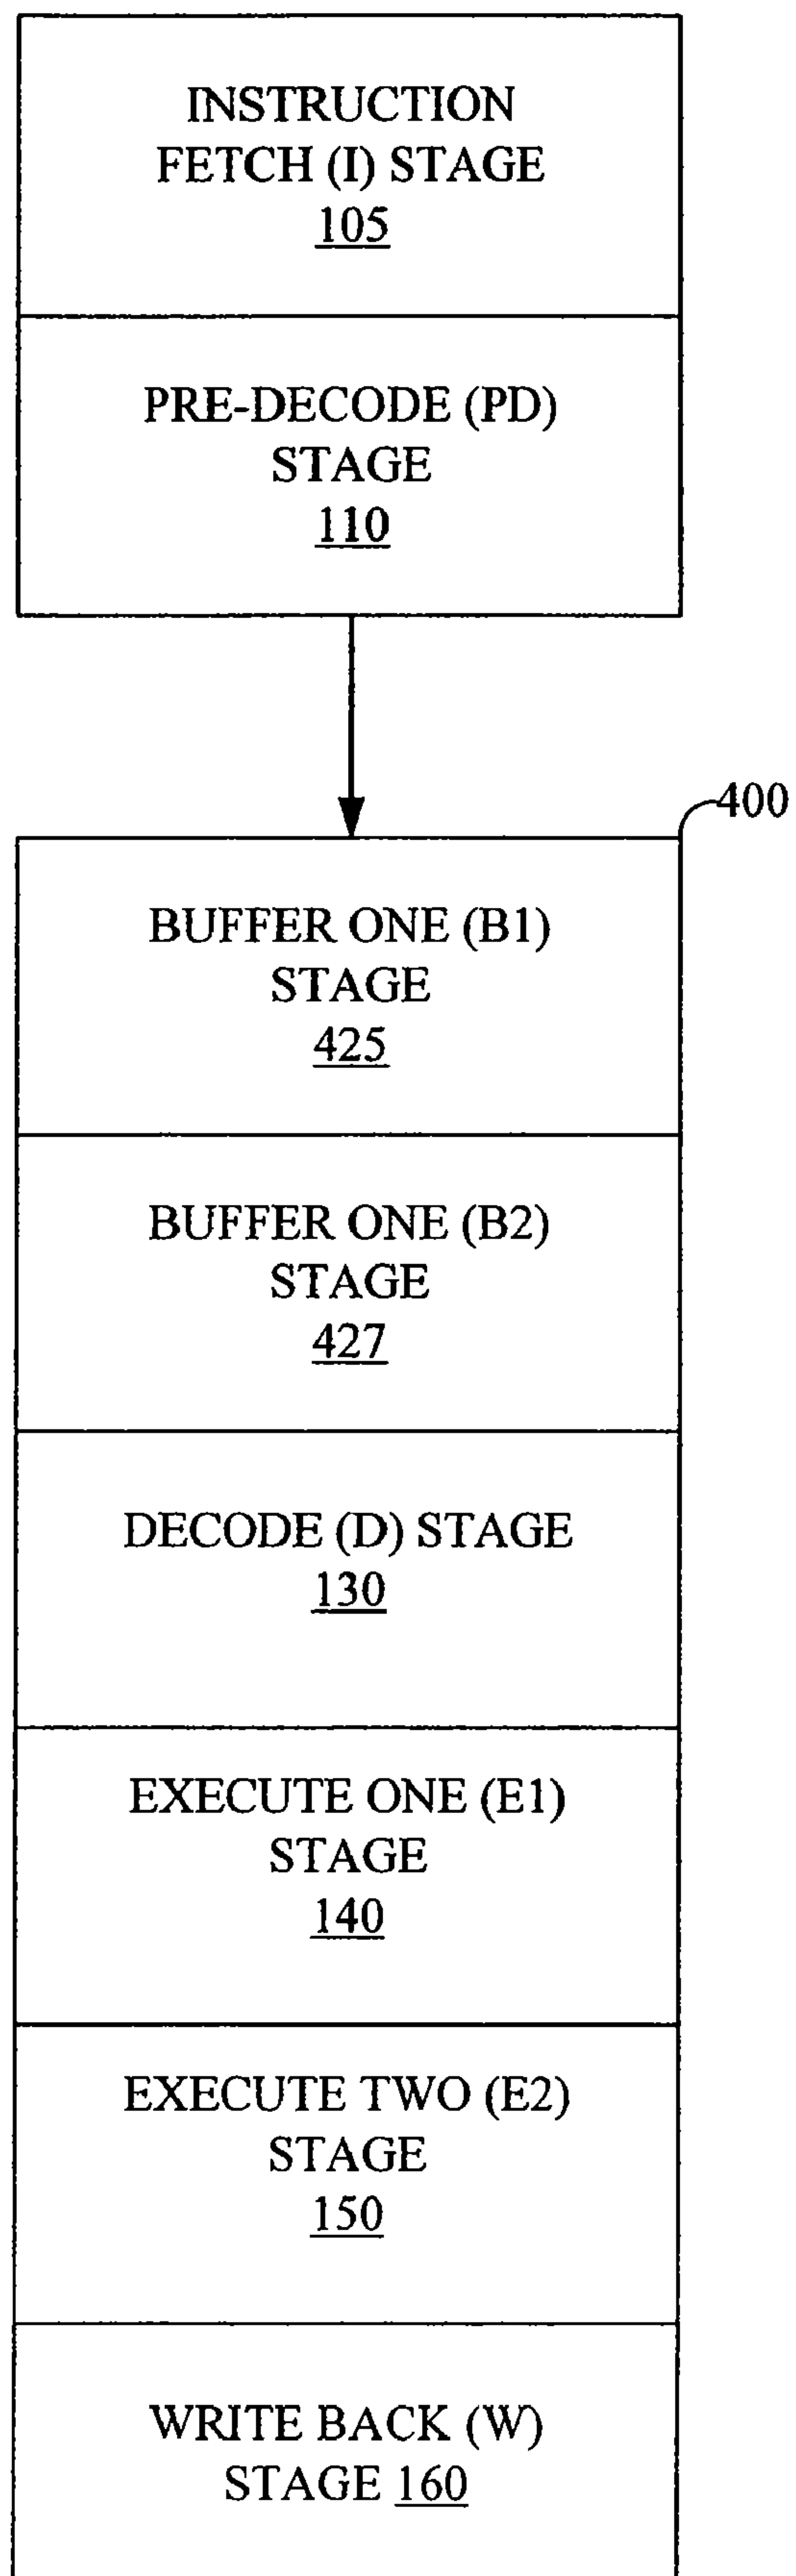 INSTRUCTION
FETCH (I) STAGE
105
PRE-DECODE (PD)
STAGE
110
400
BUFFER ONE (B1)
STAGE
425
BUFFER ONE (B2)
STAGE
427
DECODE (D) STAGE
130
EXECUTE ONE (E1)
STAGE
140
EXECUTE TWO (E2)
STAGE
150
WRITE BACK (W)
STAGE 160